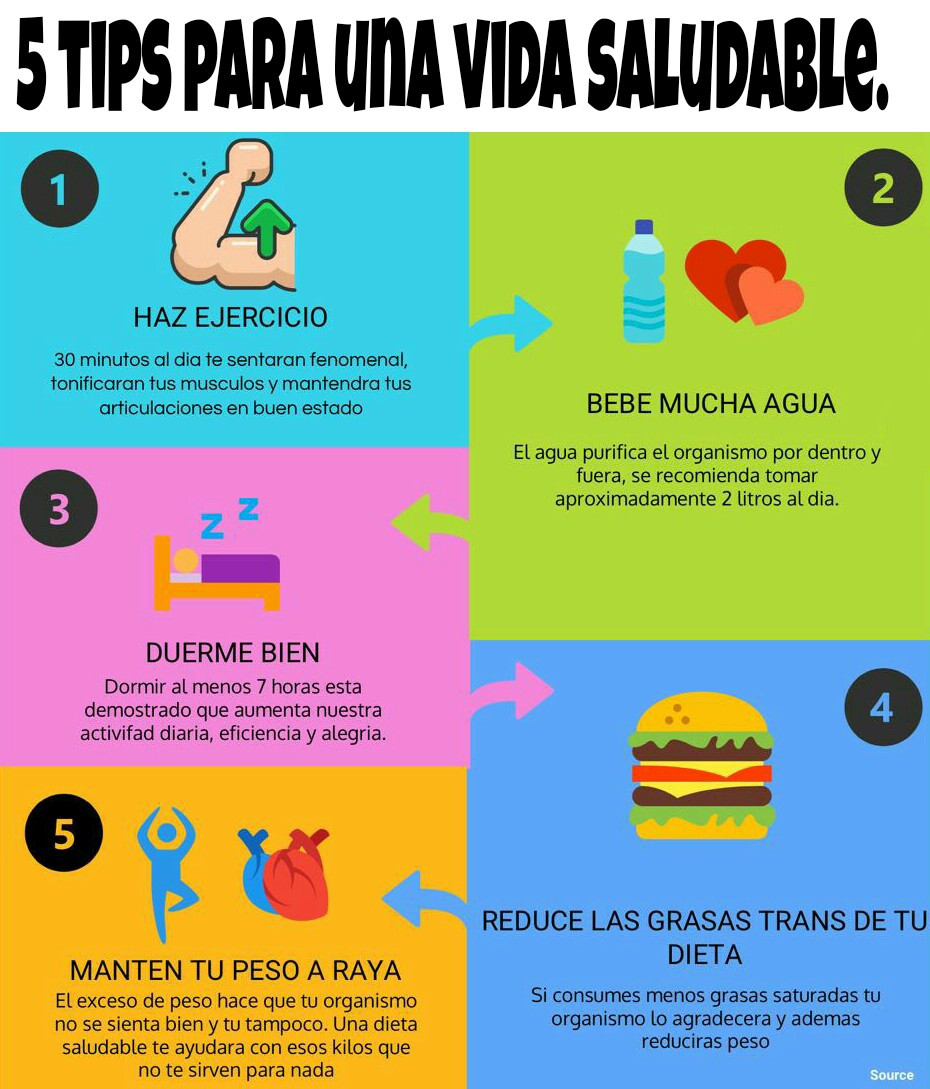 5 TIPS PARA UNA VIDA SALUDABLE.
1
HAZ EJERCICIO
30 minutos al dia te sentaran fenomenal,
tonificaran tus musculos y mantendra tus
articulaciones en buen estado
2
BEBE MUCHA AGUA
El agua purifica el organismo por dentro y
fuera, se recomienda tomar
aproximadamente 2 litros al dia.
3
Z Z
DUERME BIEN
Dormir al menos 7 horas esta
demostrado que aumenta nuestra
activifad diaria, eficiencia y alegria.
4
REDUCE LAS GRASAS TRANS DE TU
DIETA
Si consumes menos grasas saturadas tu
organismo lo agradecera y ademas
reduciras peso
5
MANTEN TU PESO A RAYA
El exceso de peso hace que tu organismo
no se sienta bien y tu tampoco. Una dieta
saludable te ayudara con esos kilos que
no te sirven para nada
Source